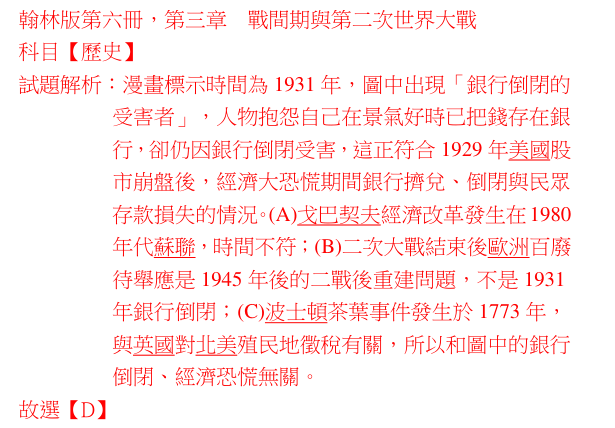 翰林版第六冊，第三章　戰間期與第二次世界大戰
科目【歷史】
試題解析：漫畫標示時間為 1931 年，圖中出現「銀行倒閉的
受害者」，人物抱怨自己在景氣好時已把錢存在銀
行，卻仍因銀行倒閉受害，這正符合 1929 年美國股
市崩盤後，經濟大恐慌期間銀行擠兌、倒閉與民眾
存款損失的情況。(A)戈巴契夫經濟改革發生在 1980
年代蘇聯，時間不符；(B)二次大戰結束後歐洲百廢
待舉應是 1945 年後的二戰後重建問題，不是 1931
年銀行倒閉；(C)波士頓茶葉事件發生於 1773 年，
與英國對北美殖民地徵稅有關，所以和圖中的銀行
倒閉、經濟恐慌無關。
故選【D】